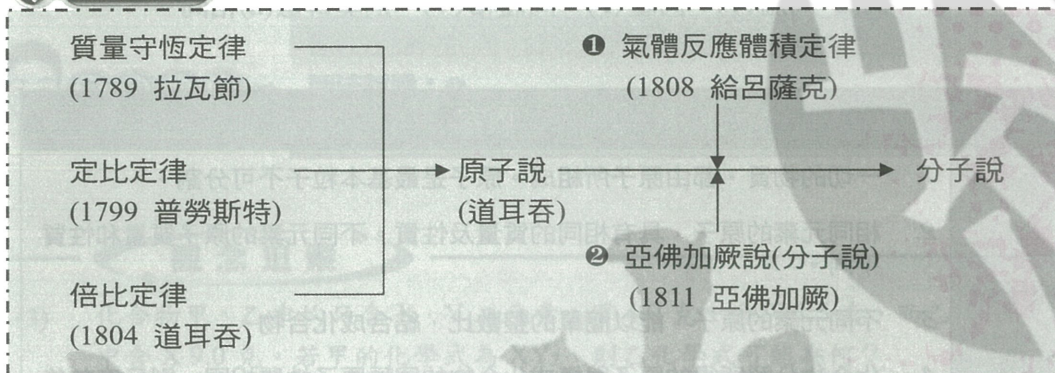 質量守恆定律
(1789 拉瓦節)
定比定律
(1799 普勞斯特)
倍比定律
(1804 道耳吞)
原子說
(道耳吞)
❶ 氣體反應體積定律
(1808 給呂薩克)
❷ 亞佛加厥說(分子說)
(1811 亞佛加厥)
分子說